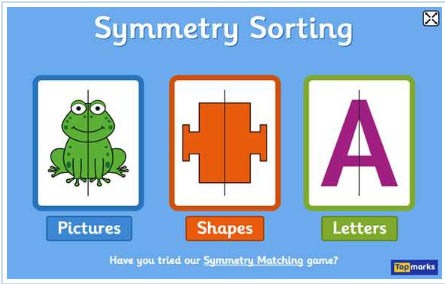 Symmetry Sorting
A
Pictures
Shapes
Letters
Have you tried our Symmetry Matching game?
Topmarks